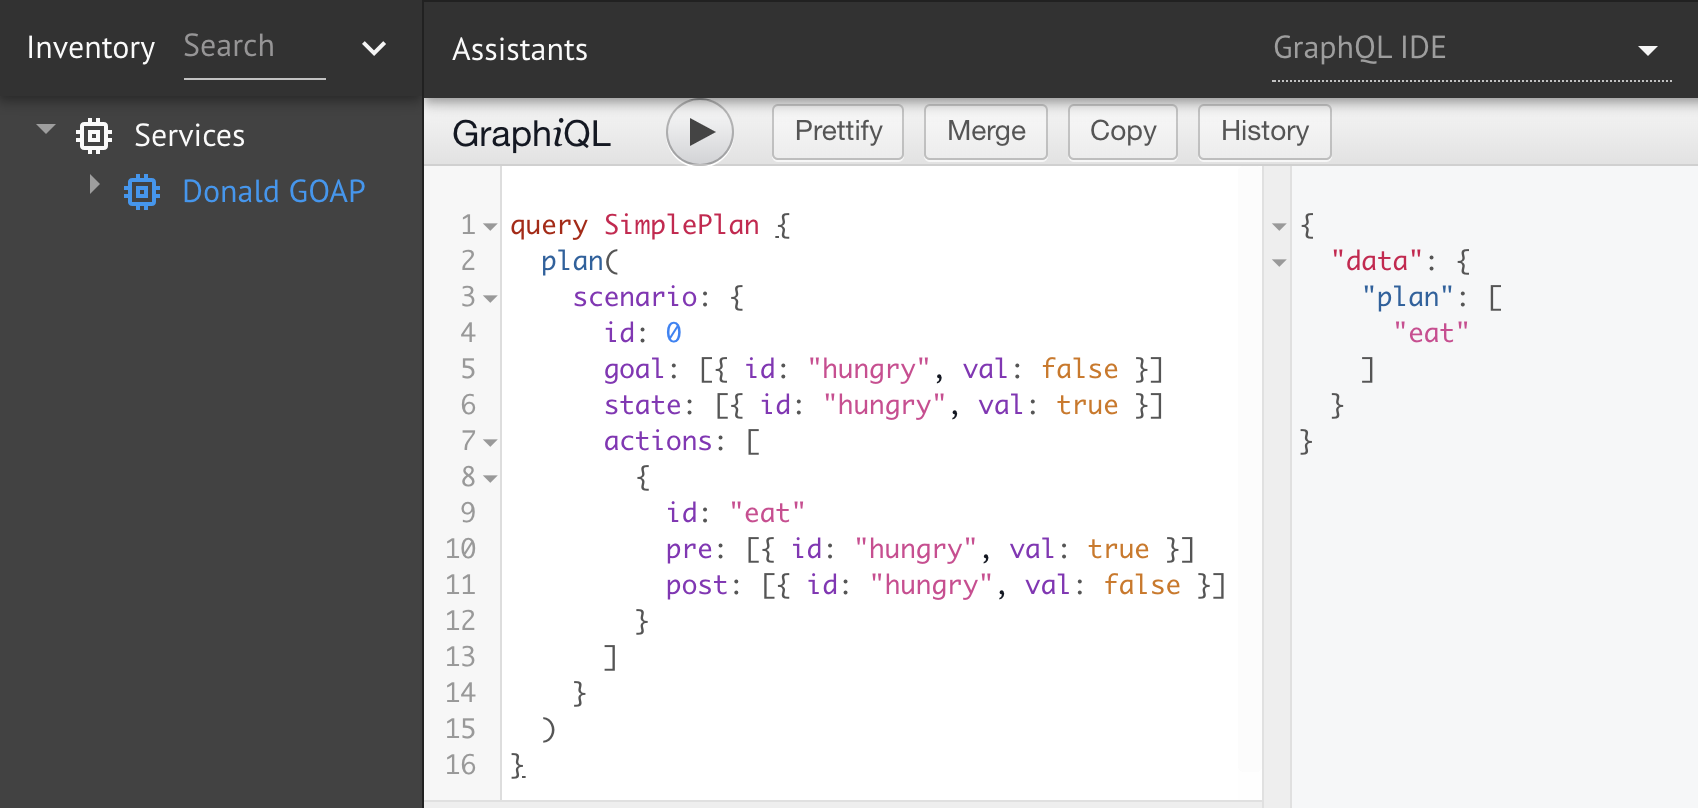 Inventory Search
Services
Donald GOAP
Assistants GraphQL IDE
GraphiQL Prettify Merge Copy History
1 query SimplePlan {
2   plan(
3     scenario: {
4       id: 0
5       goal: [{ id: "hungry", val: false }]
6       state: [{ id: "hungry", val: true }]
7       actions: [
8         {
9           id: "eat"
10           pre: [{ id: "hungry", val: true }]
11           post: [{ id: "hungry", val: false }]
12         }
13       ]
14     }
15   )
16 }
{
  "data": {
    "plan": [
      "eat"
    ]
  }
}